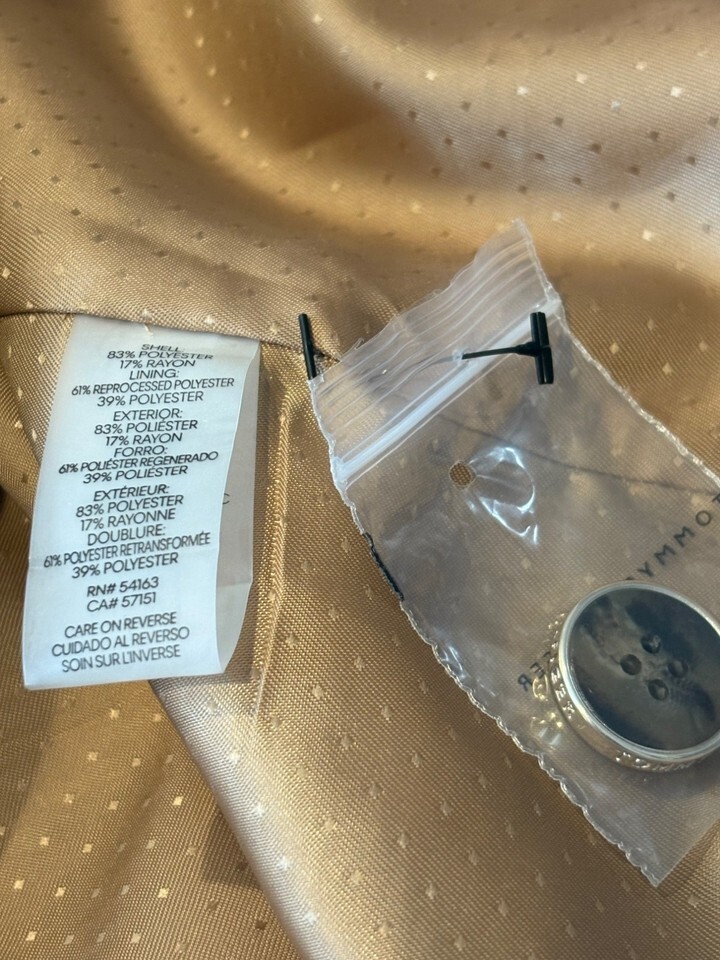 SHELL
83% POLYESTER
17% RAYON
LINING:
61% REPROCESSED POLYESTER
39% POLYESTER
EXTERIOR:
83% POLIÉSTER
17% RAYON
FORRO:
61% POLIÉSTER REGENERADO
39% POLIÉSTER
EXTÉRIEUR:
83% POLYESTER
17% RAYONNE
DOUBLURE:
61% POLYESTER RETRANSFORMÉE
39% POLYESTER
RN# 54163
CA# 57151
CARE ON REVERSE
CUIDADO AL REVERSO
SOIN SUR L'INVERSE
C
TOMMY